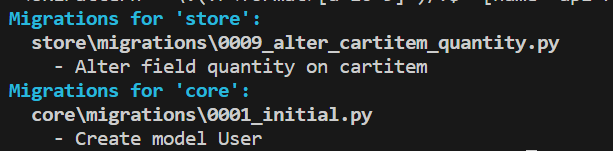 Migrations for 'store':
store\migrations\0009_alter_cartitem_quantity.py
- Alter field quantity on cartitem
Migrations for 'core':
core\migrations\0001_initial.py
- Create model User